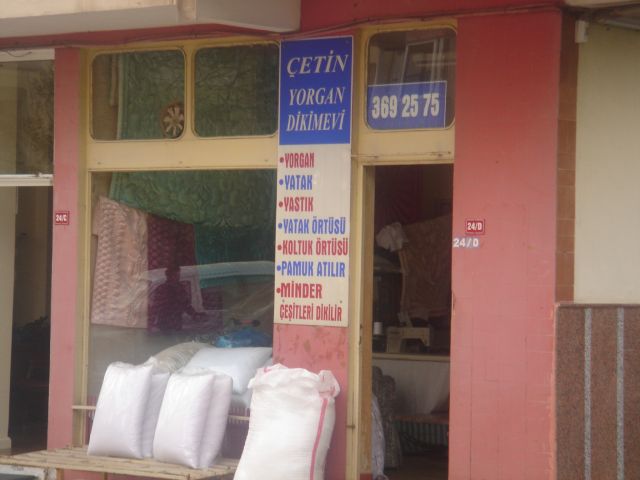 ÇETİN
YORGAN
DİKİMEVİ
369 25 75
•YORGAN
•YATAK
•YASTIK
•YATAK ÖRTÜSÜ
•KOLTUK ÖRTÜSÜ
•PAMUK ATILIR
•MİNDER
ÇEŞİTLERİ DİKİLİR
24/C
24/D
24/D